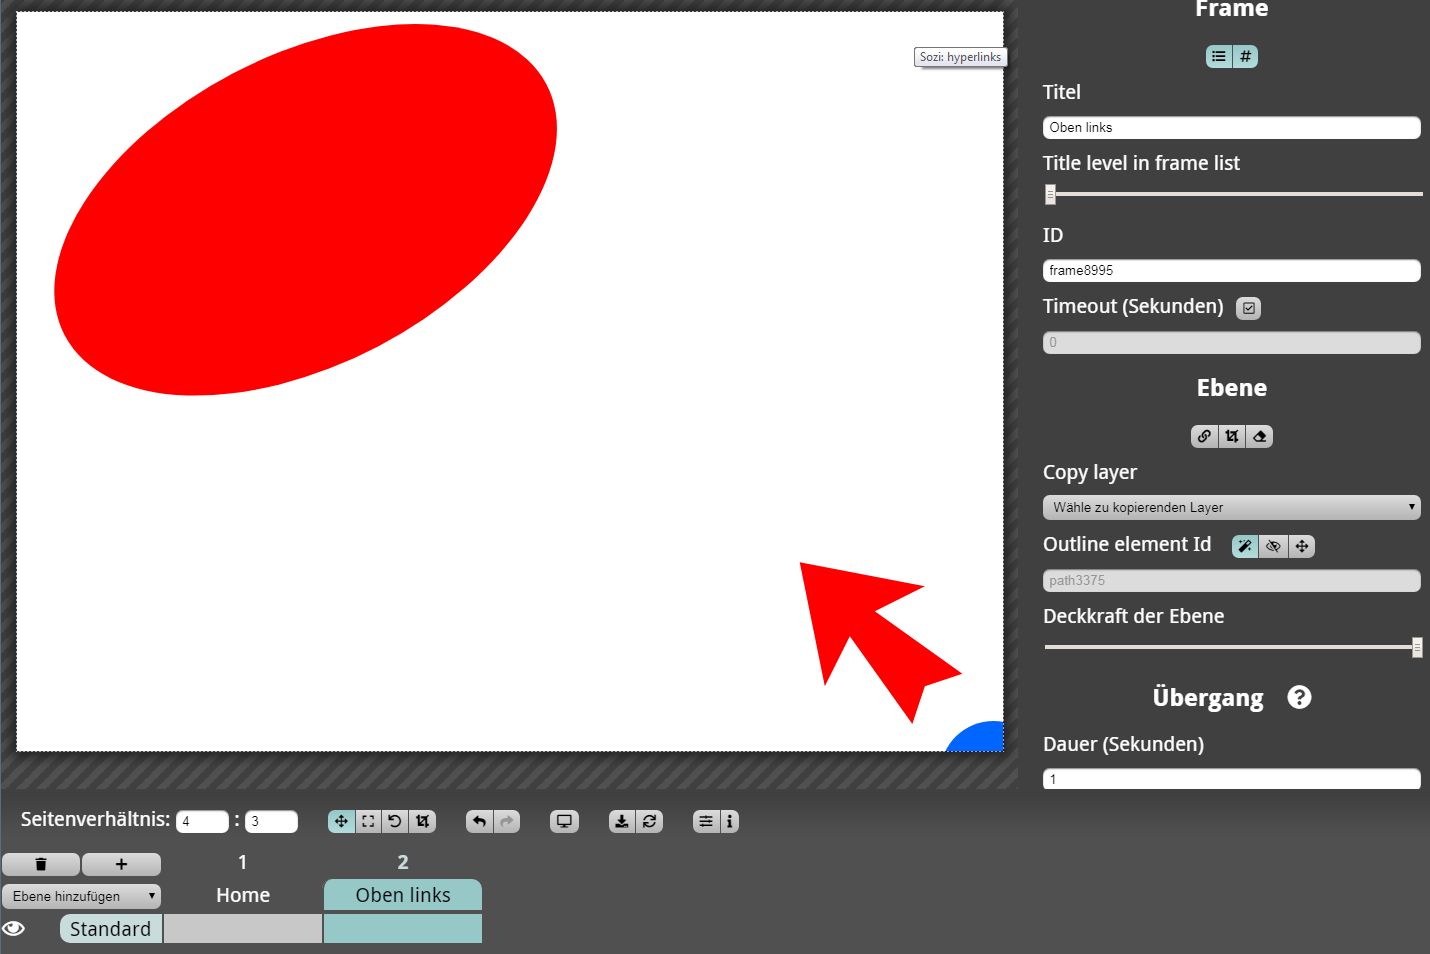 Frame
Sozi: hyperlinks
Titel
Oben links
Title level in frame list
ID
frame8995
Timeout (Sekunden)
0
Ebene
Copy layer
Wähle zu kopierenden Layer
Outline element Id
path3375
Deckkraft der Ebene
Übergang
Dauer (Sekunden)
1
Seitenverhältnis: 4 : 3
1 2
Ebene hinzufügen Home Oben links
Standard